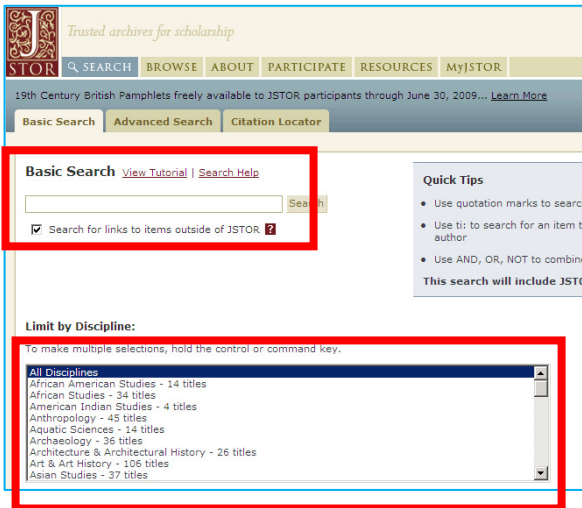 Trusted archives for scholarship
JSTOR
SEARCH BROWSE ABOUT PARTICIPATE RESOURCES MyJSTOR
19th Century British Pamphlets freely available to JSTOR participants through June 30, 2009... Learn More
Basic Search Advanced Search Citation Locator
Basic Search View Tutorial | Search Help
Search
Search for links to items outside of JSTOR ?
Quick Tips
• Use quotation marks to
• Use ti: to search for an item
author
• Use AND, OR, NOT to
This search will include
Limit by Discipline:
To make multiple selections, hold the control or command key.
All Disciplines
African American Studies - 14 titles
African Studies - 34 titles
American Indian Studies - 4 titles
Anthropology - 45 titles
Aquatic Sciences - 14 titles
Archaeology - 36 titles
Architecture & Architectural History - 26 titles
Art & Art History - 106 titles
Asian Studies - 37 titles